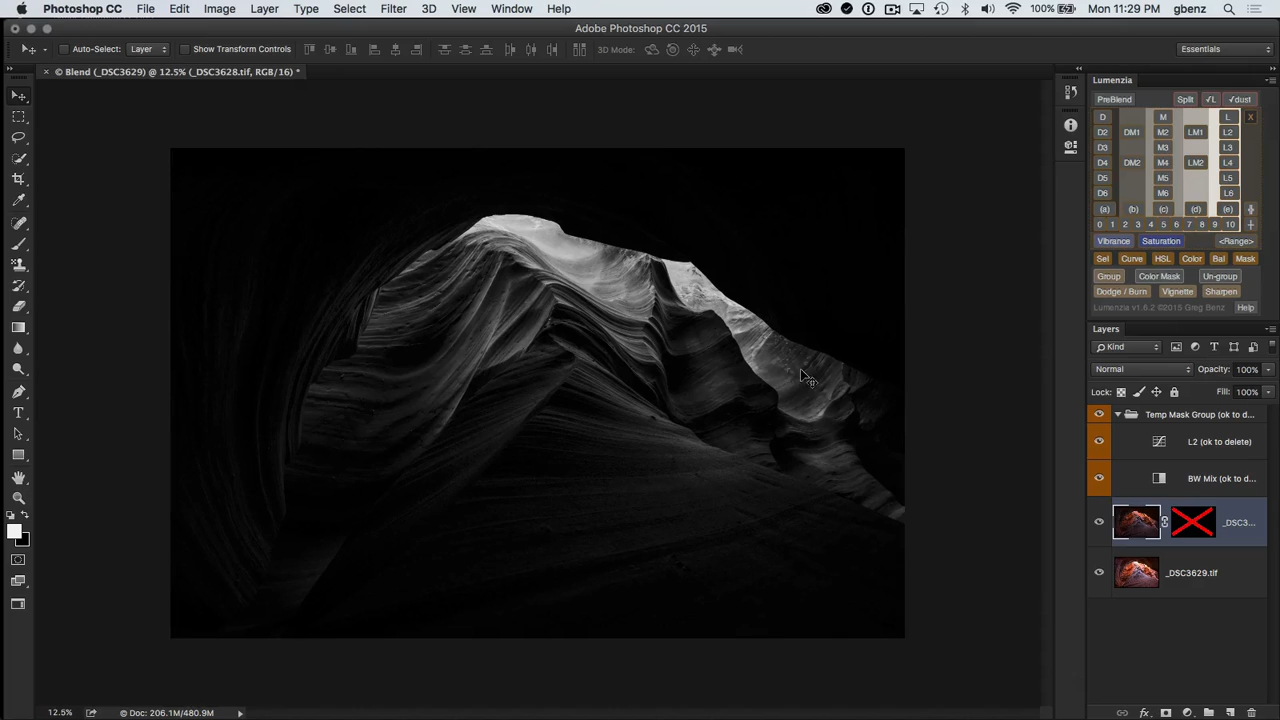 Photoshop CC File Edit Image Layer Type Select Filter 3D View Window Help 100% Mon 11:29 PM gbenz
Adobe Photoshop CC 2015
Auto-Select: Layer Show Transform Controls 3D Mode: Essentials
× © Blend (_DSC3629) @ 12.5% (_DSC3628.tif, RGB/16) *
Lumenzia
PreBlend Split √L √dust
D M L X
D2 DM1 M2 LM1 L2
D3 M3 L3
D4 DM2 M4 LM2 L4
D5 M5 L5
D6 M6 L6
(a) (b) (c) (d) (e)
0 1 2 3 4 5 6 7 8 9 10
Vibrance Saturation <Range>
Sel Curve HSL Color Bal Mask
Group Color Mask Un-group
Dodge / Burn Vignette Sharpen
Lumenzia v1.6.2 ©2015 Greg Benz Help
Layers
Kind
Normal Opacity: 100%
Lock: Fill: 100%
Temp Mask Group (ok to d...
L2 (ok to delete)
BW Mix (ok to d...
_DSC3...
_DSC3629.tif
12.5% © Doc: 206.1M/480.9M
fx